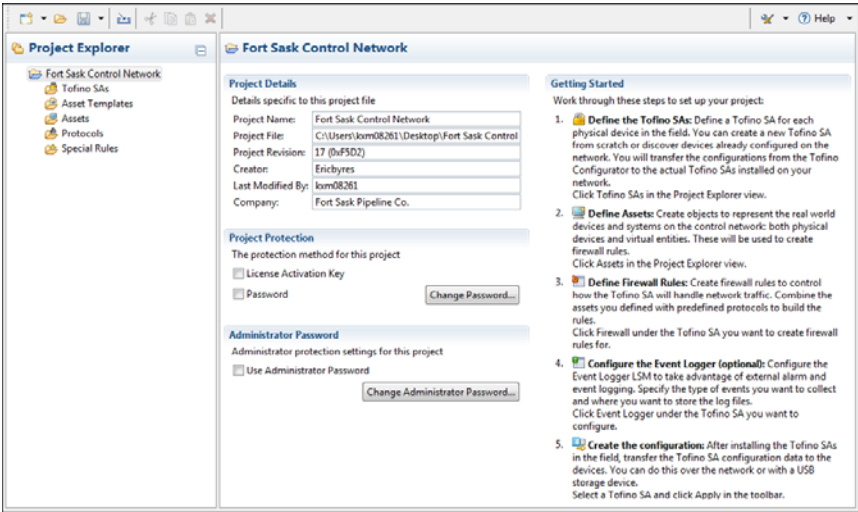 Help
Project Explorer
Fort Sask Control Network
Tofino SAs
Asset Templates
Assets
Protocols
Special Rules
Fort Sask Control Network
Project Details
Details specific to this project file
Project Name: Fort Sask Control Network
Project File: C:\Users\kxm08261\Desktop\Fort Sask Control
Project Revision: 17 (0xF5D2)
Creator: Ericbyres
Last Modified By: kxm08261
Company: Fort Sask Pipeline Co.
Project Protection
The protection method for this project
License Activation Key
Password
Change Password...
Administrator Password
Administrator protection settings for this project
Use Administrator Password
Change Administrator Password...
Getting Started
Work through these steps to set up your project:
1. Define the Tofino SAs: Define a Tofino SA for each
physical device in the field. You can create a new Tofino SA
from scratch or discover devices already configured on the
network. You will transfer the configurations from the Tofino
Configurator to the actual Tofino SAs installed on your
network.
Click Tofino SAs in the Project Explorer view.
2. Define Assets: Create objects to represent the real world
devices and systems on the control network: both physical
devices and virtual entities. These will be used to create
firewall rules.
Click Assets in the Project Explorer view.
3. Define Firewall Rules: Create firewall rules to control
how the Tofino SA will handle network traffic. Combine the
assets you defined with predefined protocols to build the
rules.
Click Firewall under the Tofino SA you want to create firewall
rules for.
4. Configure the Event Logger (optional): Configure the
Event Logger LSM to take advantage of external alarm and
event logging. Specify the type of events you want to collect
and where you want to store the log files.
Click Event Logger under the Tofino SA you want to
configure.
5. Create the configuration: After installing the Tofino SAs
in the field, transfer the Tofino SA configuration data to the
devices. You can do this over the network or with a USB
storage device.
Select a Tofino SA and click Apply in the toolbar.